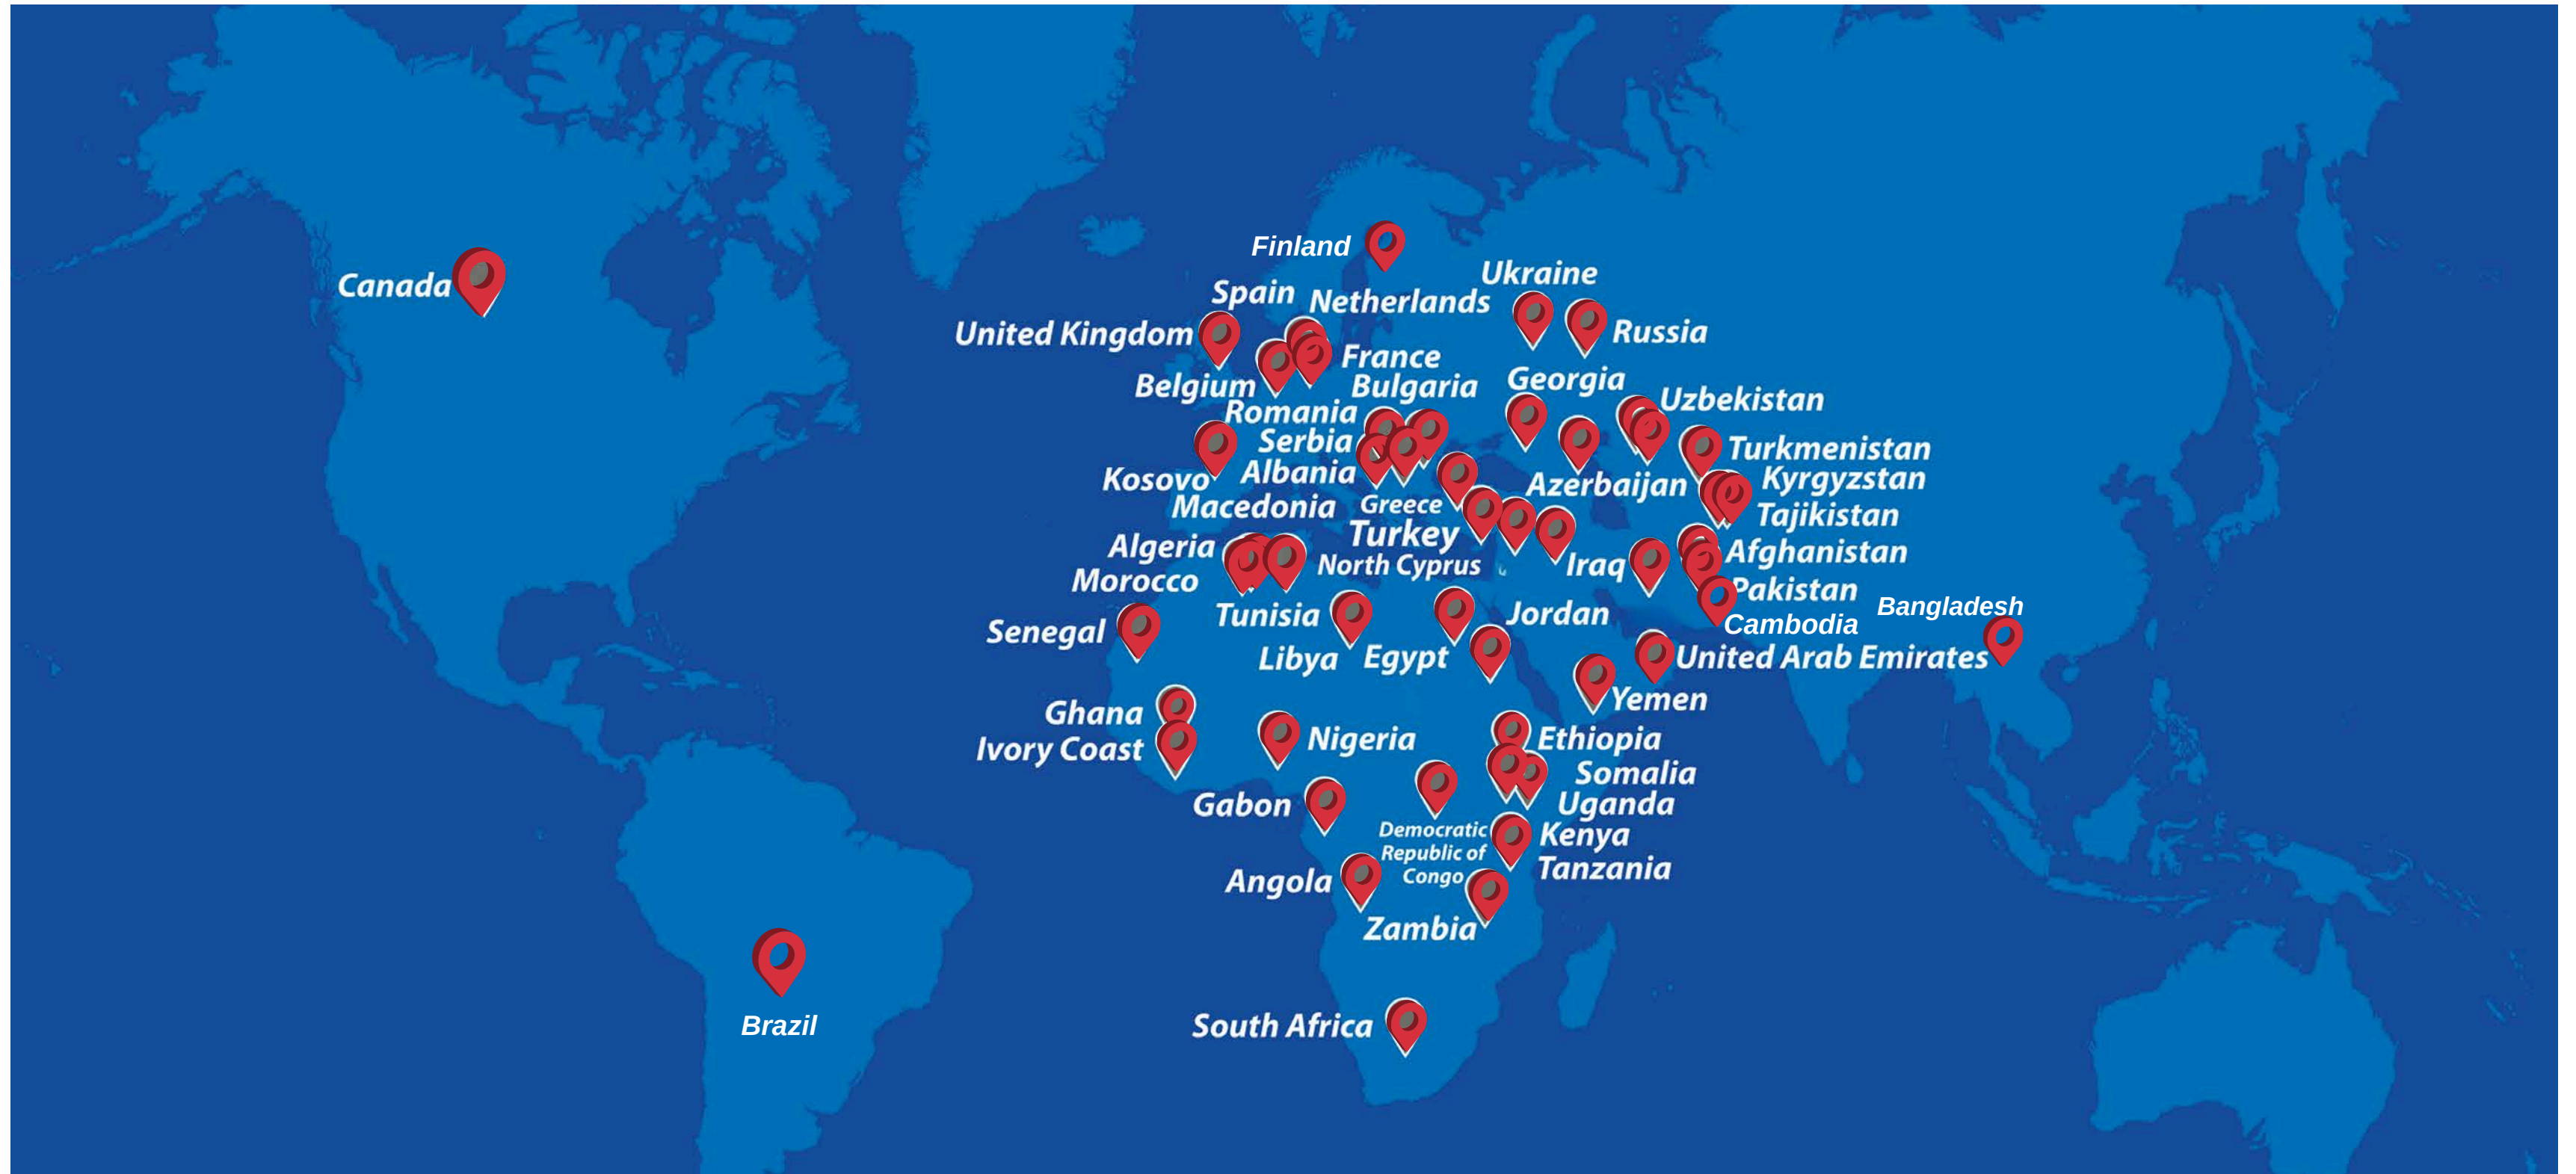 Finland
Ukraine
Canada
Spain
Netherlands
United Kingdom
Russia
France
Belgium
Bulgaria
Georgia
Uzbekistan
Romania
Serbia
Turkmenistan
Albania
Kosovo
Azerbaijan
Kyrgyzstan
Macedonia
Greece
Tajikistan
Turkey
Algeria
Afghanistan
North Cyprus
Iraq
Morocco
Pakistan
Bangladesh
Tunisia
Jordan
Cambodia
Senegal
Libya
Egypt
United Arab Emirates
Yemen
Ghana
Ivory Coast
Nigeria
Ethiopia
Somalia
Gabon
Uganda
Democratic
Republic of
Congo
Kenya
Tanzania
Angola
Zambia
South Africa
Brazil